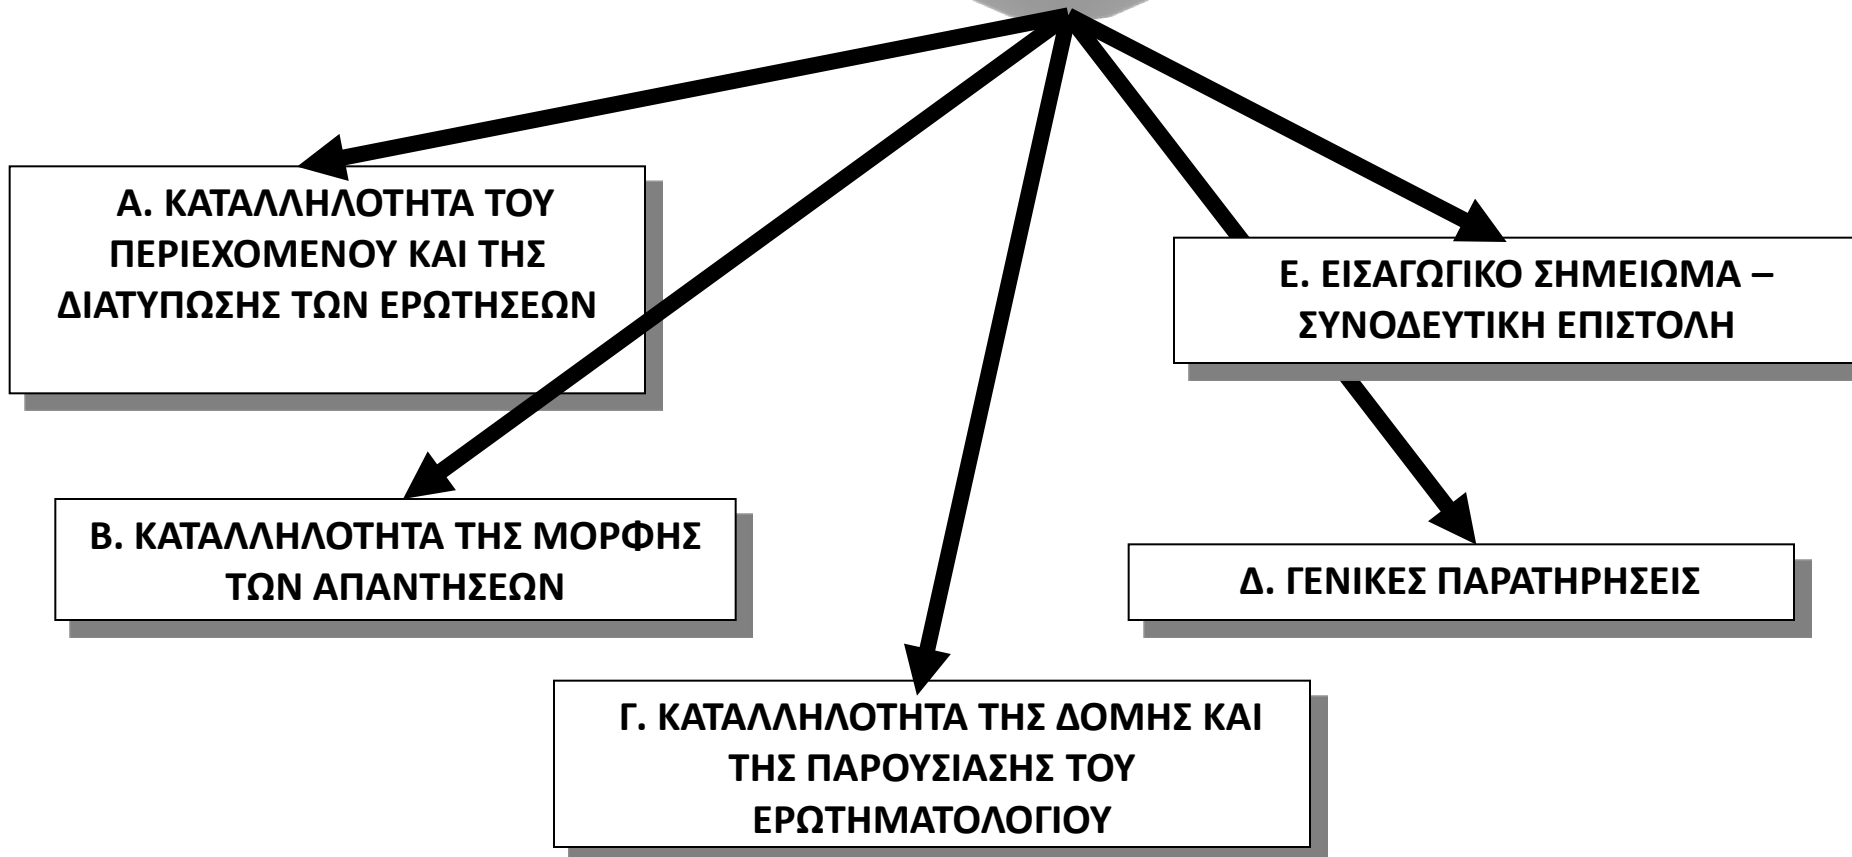 Α. ΚΑΤΑΛΛΗΛΟΤΗΤΑ ΤΟΥ
ΠΕΡΙΕΧΟΜΕΝΟΥ ΚΑΙ ΤΗΣ
ΔΙΑΤΥΠΩΣΗΣ ΤΩΝ ΕΡΩΤΗΣΕΩΝ
Β. ΚΑΤΑΛΛΗΛΟΤΗΤΑ ΤΗΣ ΜΟΡΦΗΣ
ΤΩΝ ΑΠΑΝΤΗΣΕΩΝ
Γ. ΚΑΤΑΛΛΗΛΟΤΗΤΑ ΤΗΣ ΔΟΜΗΣ ΚΑΙ
ΤΗΣ ΠΑΡΟΥΣΙΑΣΗΣ ΤΟΥ
ΕΡΩΤΗΜΑΤΟΛΟΓΙΟΥ
Δ. ΓΕΝΙΚΕΣ ΠΑΡΑΤΗΡΗΣΕΙΣ
Ε. ΕΙΣΑΓΩΓΙΚΟ ΣΗΜΕΙΩΜΑ –
ΣΥΝΟΔΕΥΤΙΚΗ ΕΠΙΣΤΟΛΗ